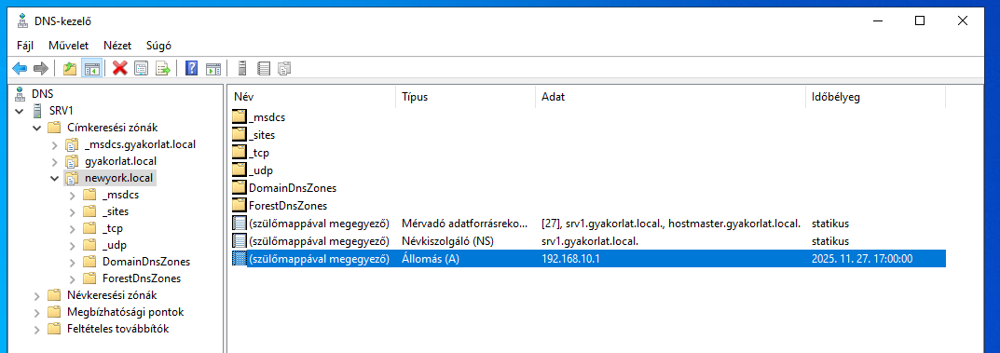 DNS-kezelő
Fájl Művelet Nézet Súgó
DNS
SRV1
Címkeresési zónák
_msdcs.gyakorlat.local
gyakorlat.local
newyork.local
_msdcs
_sites
_tcp
_udp
DomainDnsZones
ForestDnsZones
Névkeresési zónák
Megbízhatósági pontok
Feltételes továbbítók
Név Típus Adat Időbélyeg
_msdcs
_sites
_tcp
_udp
DomainDnsZones
ForestDnsZones
(szülőmappával megegyező) Mérvadó adatforrásreko... [27], srv1.gyakorlat.local., hostmaster.gyakorlat.local. statikus
(szülőmappával megegyező) Névkiszolgáló (NS) srv1.gyakorlat.local. statikus
(szülőmappával megegyező) Állomás (A) 192.168.10.1 2025. 11. 27. 17:00:00